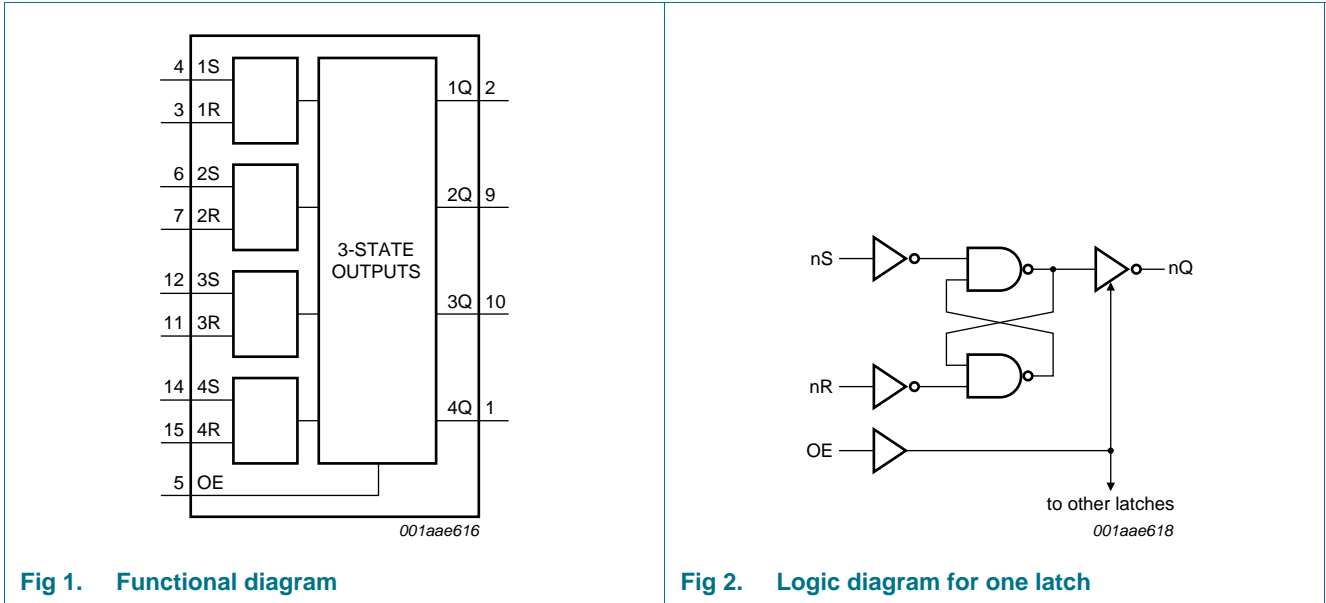 4 1S
3 1R
6 2S
7 2R
12 3S
11 3R
14 4S
15 4R
5 OE
3-STATE
OUTPUTS
1Q 2
2Q 9
3Q 10
4Q 1
001aae616
Fig 1. Functional diagram
nS
nR
OE
nQ
to other latches
001aae618
Fig 2. Logic diagram for one latch